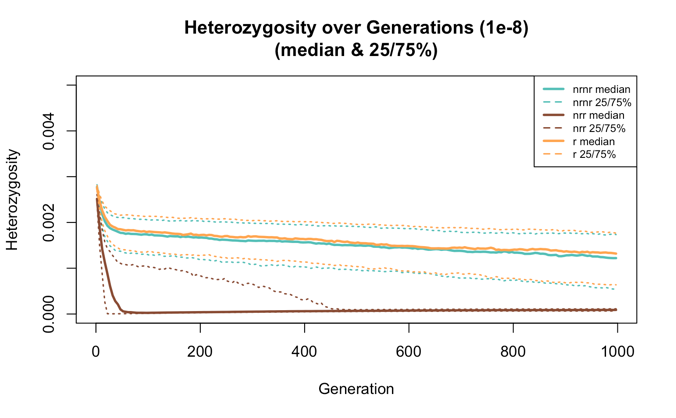 Heterozygosity over Generations (1e-8)
(median & 25/75%)
nrnr median
nrnr 25/75%
nrr median
nrr 25/75%
r median
r 25/75%
Heterozygosity
0.004
0.002
0.000
0 200 400 600 800 1000
Generation